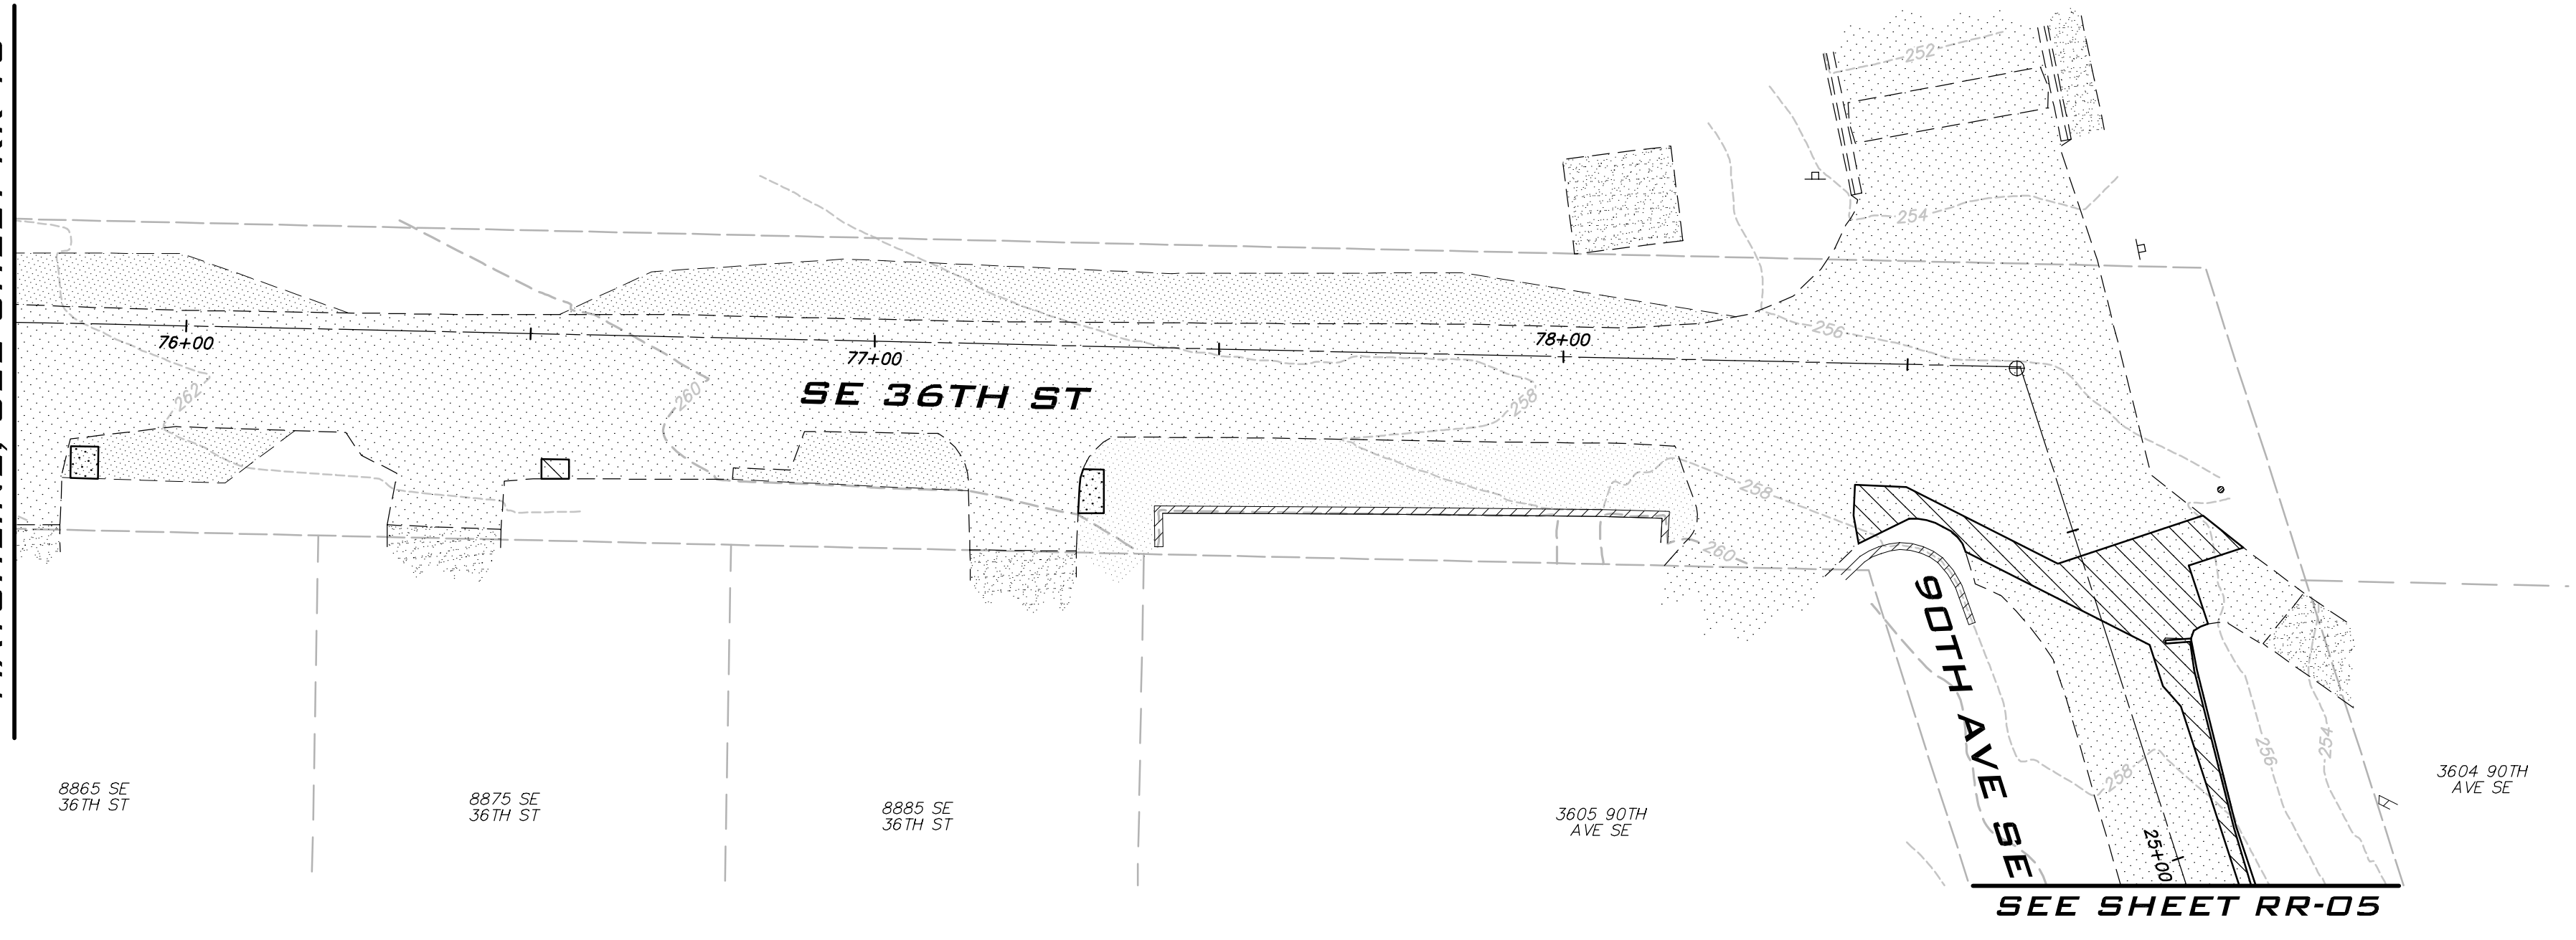 252
254
256
76+00
77+00
78+00
SE 36TH ST
262
260
258
258
260
90TH AVE SE
258
256
254
25+00
8865 SE
36TH ST
8875 SE
36TH ST
8885 SE
36TH ST
3605 90TH
AVE SE
3604 90TH
AVE SE
SEE SHEET RR-05